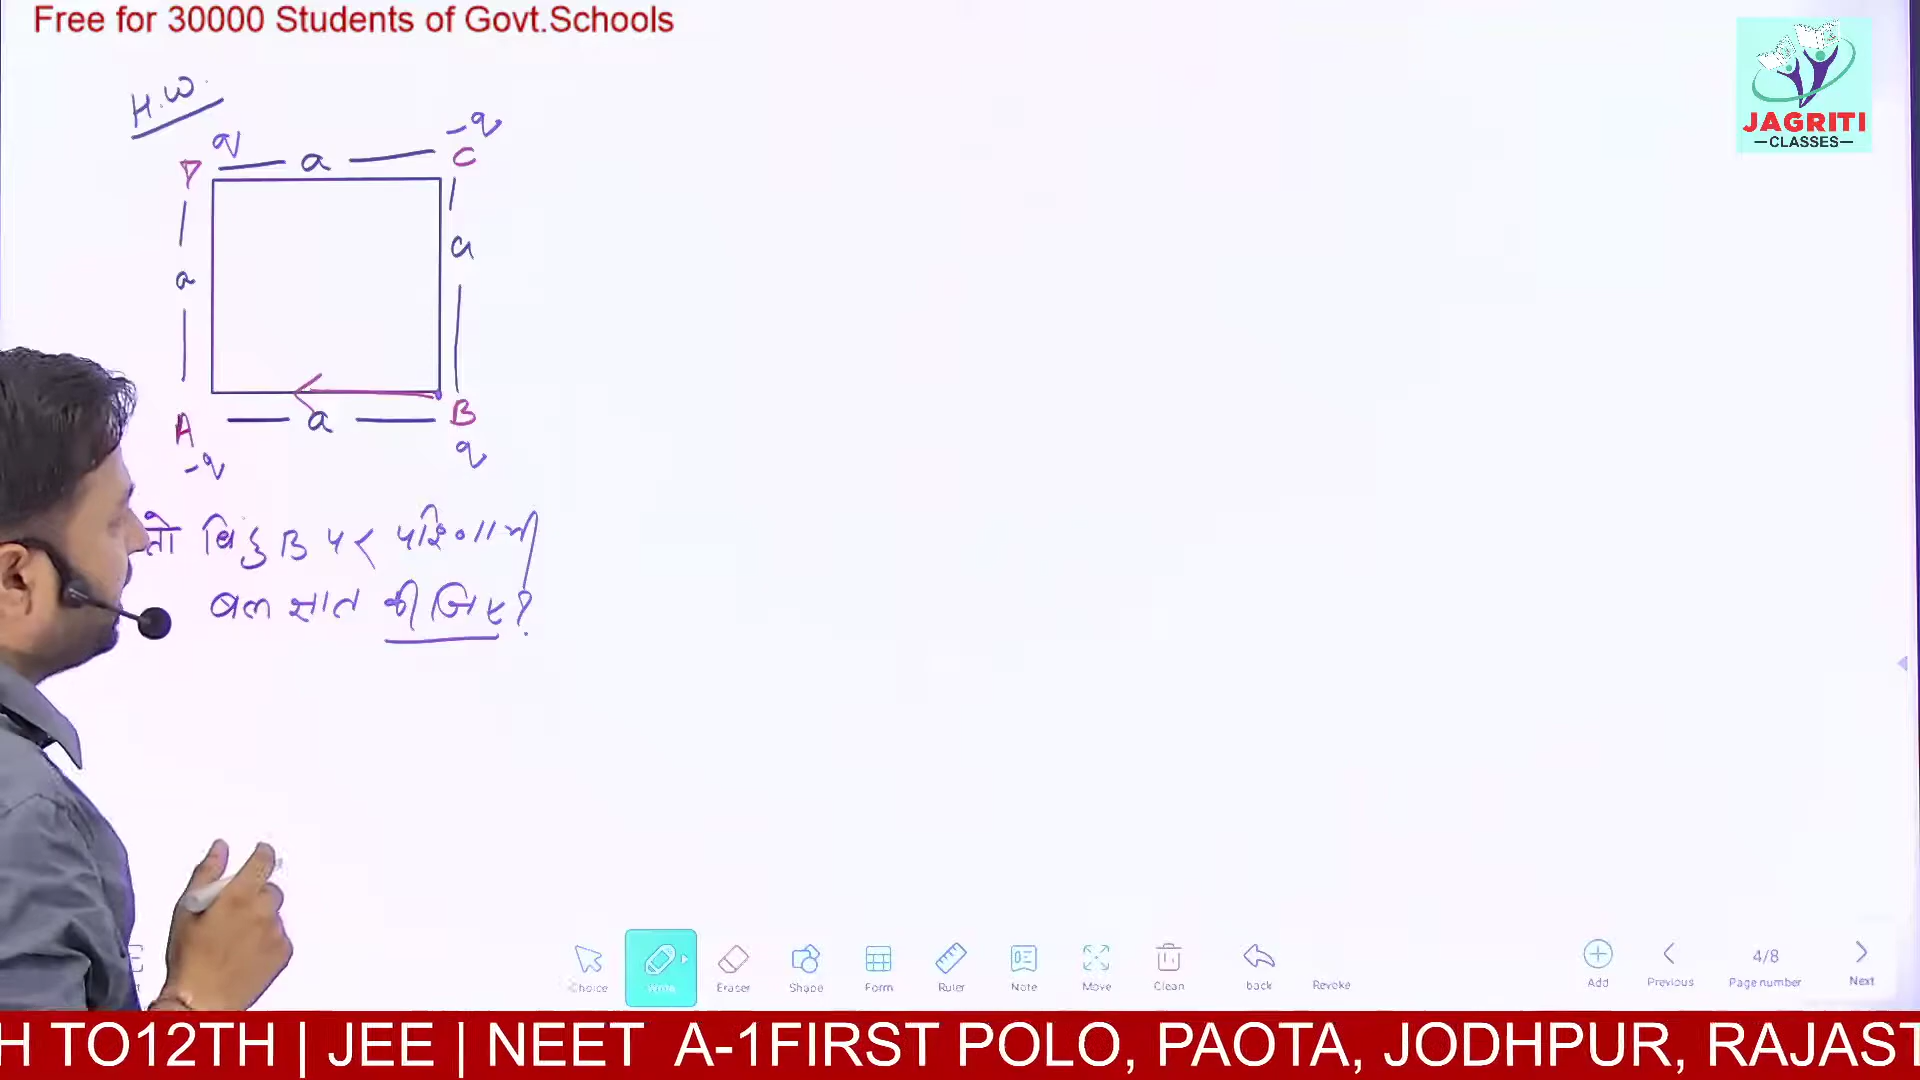 Free for 30000 Students of Govt.Schools
JAGRITI
CLASSES
H.W.
q
-q
D
a
C
a
a
A
a
B
-q
q
तो बिंदु B पर परिणामी
बल ज्ञात कीजिए?
Choice
Write
Eraser
Shape
Form
Ruler
Note
Move
Clean
back
Revoke
Add
Previous
4/8
Page number
Next
H TO12TH | JEE | NEET A-1FIRST POLO, PAOTA, JODHPUR, RAJAST